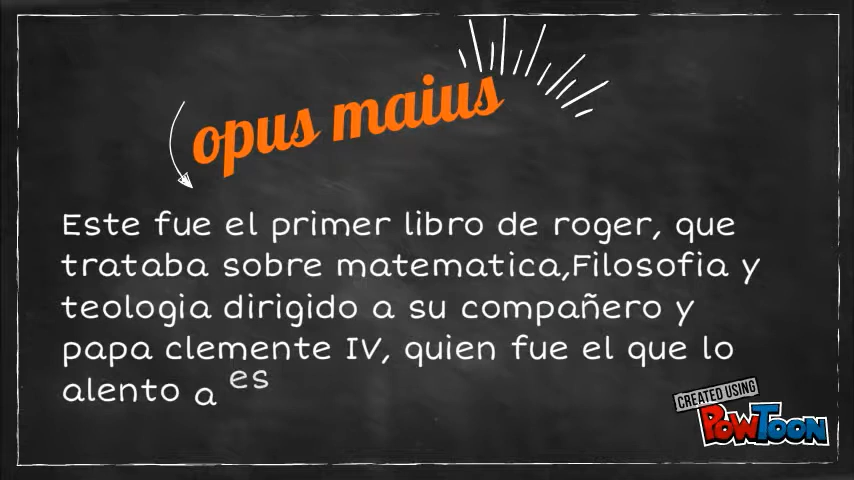 opus maius
Este fue el primer libro de roger, que
trataba sobre matematica,Filosofia y
teologia dirigido a su compañero y
papa clemente IV, quien fue el que lo
alento a es
CREATED USING
POWTOON